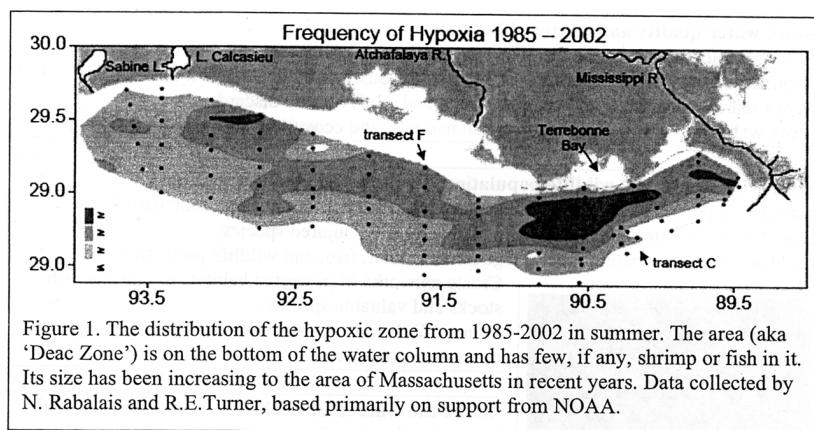 Frequency of Hypoxia 1985 – 2002
30.0
Sabine L.
L. Calcasieu
Atchafalaya R.
Mississippi R
29.5
transect F
Terrebonne
Bay
29.0
29.0
transect C
93.5 92.5 91.5 90.5 89.5
Figure 1. The distribution of the hypoxic zone from 1985-2002 in summer. The area (aka
‘Deac Zone’) is on the bottom of the water column and has few, if any, shrimp or fish in it.
Its size has been increasing to the area of Massachusetts in recent years. Data collected by
N. Rabalais and R.E.Turner, based primarily on support from NOAA.